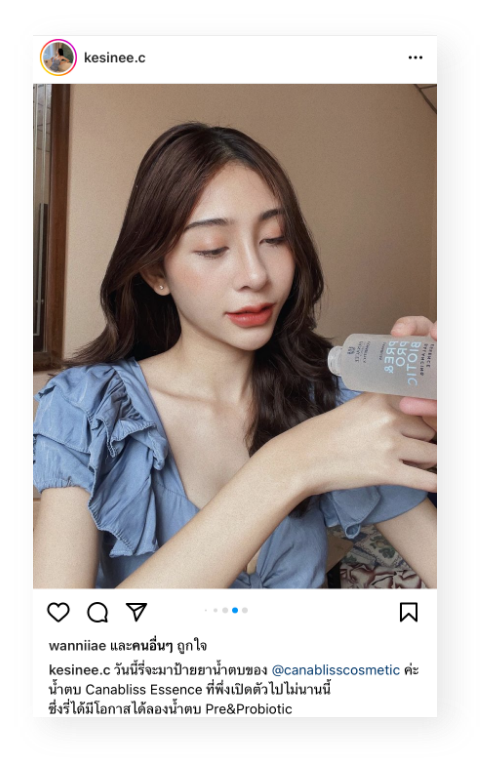 kesinee.c
PRE&
PRO
BIOTIC
wanniiae และคนอื่นๆ ถูกใจ
kesinee.c วันนี้รี่จะมาป้ายยาน้ำตบของ @canablisscosmetic ค่ะ
น้ำตบ Canabliss Essence ที่พึ่งเปิดตัวไปไม่นานนี้
ซึ่งรี่ได้มีโอกาสได้ลองน้ำตบ Pre&Probiotic